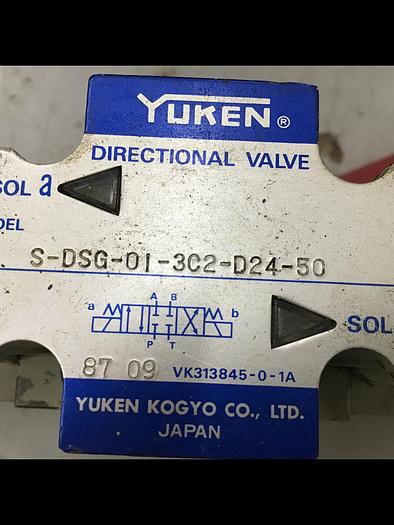 YUKEN®
DIRECTIONAL VALVE
SOL a
DEL
S-DSG-01-3C2-D24-50
A B
a b
P T
SOL
87 09 VK313845-0-1A
YUKEN KOGYO CO., LTD.
JAPAN